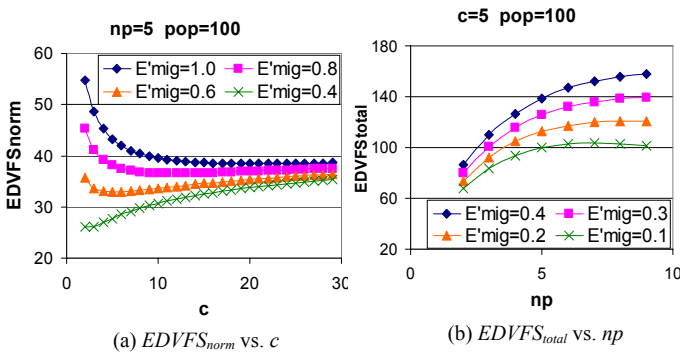 np=5 pop=100
60
50
40
30
20
EDVFSnorm
E'mig=1.0 E'mig=0.8
E'mig=0.6 E'mig=0.4
0 10 20 30
c
(a) EDVFSnorm vs. c
c=5 pop=100
180
140
100
60
20
EDVFStotal
E'mig=0.4 E'mig=0.3
E'mig=0.2 E'mig=0.1
0 5 10
np
(b) EDVFStotal vs. np